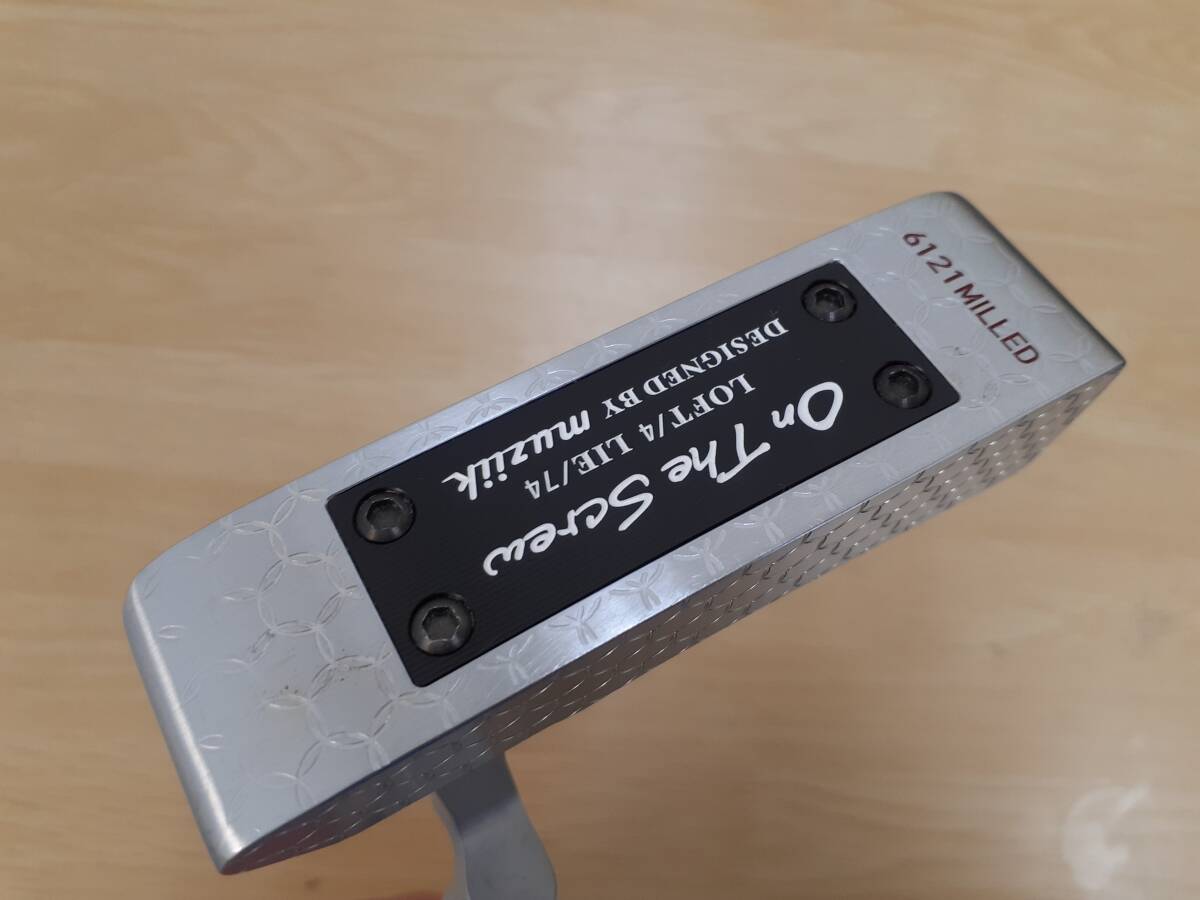 On The Screw
LOFT/4 LIE/74
DESIGNED BY muziik
6121 MILLED